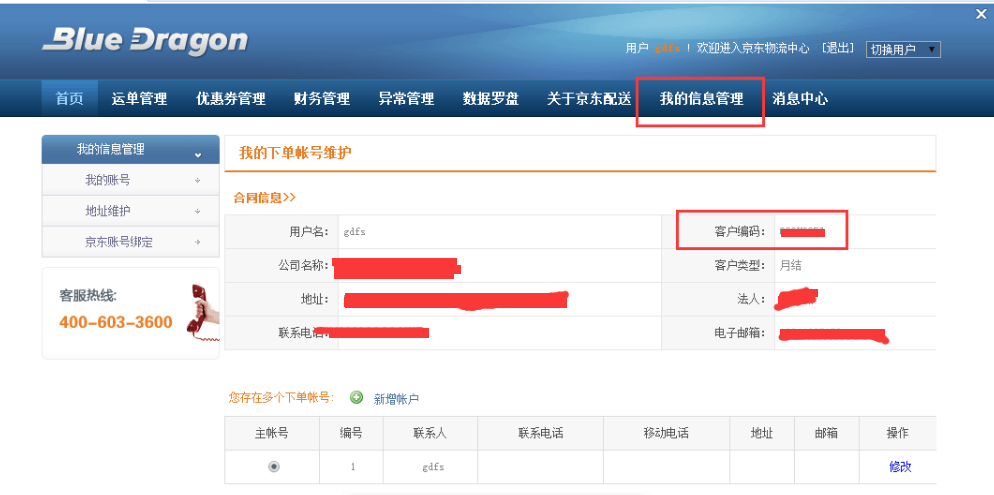 Blue Dragon
用户 gdfs ! 欢迎进入京东物流中心 [退出] 切换用户
首页 运单管理 优惠券管理 财务管理 异常管理 数据罗盘 关于京东配送 我的信息管理 消息中心
我的信息管理
我的账号
地址维护
京东账号绑定
客服热线:
400-603-3600
我的下单帐号维护
合同信息>>
用户名: gdfs 客户编码:
公司名称: 客户类型: 月结
地址: 法人:
联系电话 电子邮箱:
您存在多个下单帐号: 新增帐户
主帐号 编号 联系人 联系电话 移动电话 地址 邮箱 操作
1 gdfs 修改